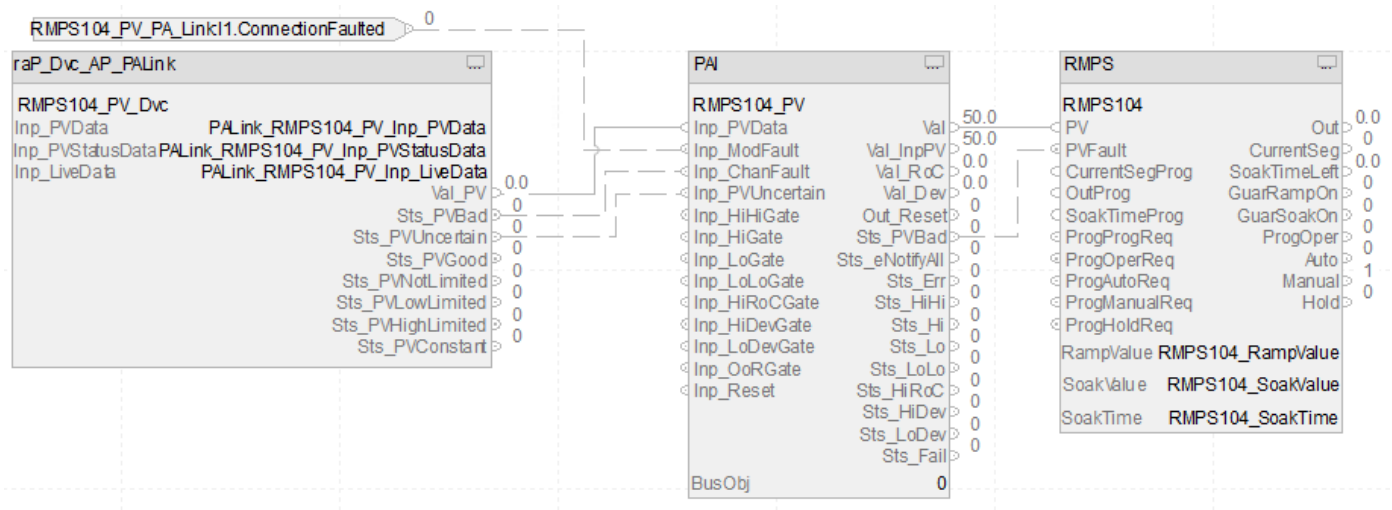 RMPS104_PV_PA_Link:I1.ConnectionFaulted
0
raP_Dvc_AP_PALink
RMPS104_PV_Dvc
Inp_PVData PALink_RMPS104_PV_Inp_PVData
Inp_PVStatusData PALink_RMPS104_PV_Inp_PVStatusData
Inp_LiveData PALink_RMPS104_PV_Inp_LiveData
Val_PV 0.0
Sts_PVBad 0
Sts_PVUncertain 0
Sts_PVGood 0
Sts_PVNotLimited 0
Sts_PVLowLimited 0
Sts_PVHighLimited 0
Sts_PVConstant 0
PAI
RMPS104_PV
Inp_PVData Val 50.0
Inp_ModFault Val_InpPV 50.0
Inp_ChanFault Val_RoC 0.0
Inp_PVUncertain Val_Dev 0.0
Inp_HiHiGate Out_Reset 0
Inp_HiGate Sts_PVBad 0
Inp_LoGate Sts_eNotifyAll 0
Inp_LoLoGate Sts_Err 0
Inp_HiRoCGate Sts_HiHi 0
Inp_HiDevGate Sts_Hi 0
Inp_LoDevGate Sts_Lo 0
Inp_OoRGate Sts_LoLo 0
Inp_Reset Sts_HiRoC 0
Sts_HiDev 0
Sts_LoDev 0
Sts_Fail 0
BusObj 0
RMPS
RMPS104
PV Out 0.0
PVFault CurrentSeg 0
CurrentSegProg SoakTimeLeft 0.0
OutProg GuarRampOn 0
SoakTimeProg GuarSoakOn 0
ProgProgReq ProgOper 0
ProgOperReq Auto 0
ProgAutoReq Manual 1
ProgManualReq Hold 0
ProgHoldReq
RampValue RMPS104_RampValue
SoakValue RMPS104_SoakValue
SoakTime RMPS104_SoakTime